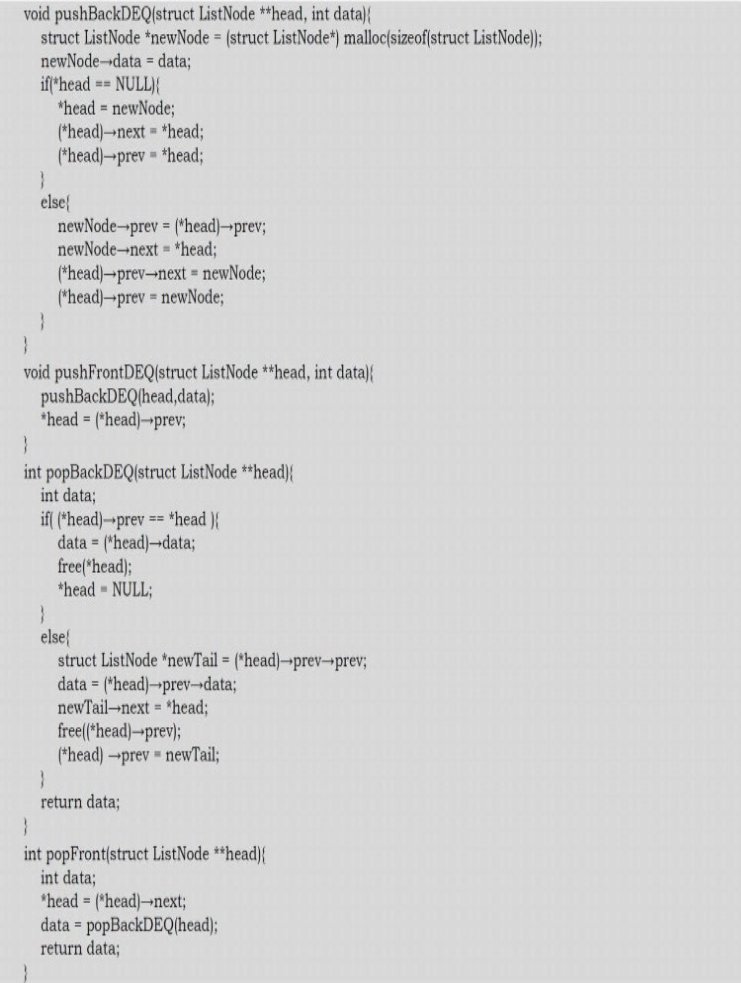 void pushBackDEQ(struct ListNode **head, int data){
struct ListNode *newNode = (struct ListNode*) malloc(sizeof(struct ListNode));
newNode→data = data;
if(*head == NULL){
*head = newNode;
(*head)→next = *head;
(*head)→prev = *head;
}
else{
newNode→prev = (*head)→prev;
newNode→next = *head;
(*head)→prev→next = newNode;
(*head)→prev = newNode;
}
}
void pushFrontDEQ(struct ListNode **head, int data){
pushBackDEQ(head,data);
*head = (*head)→prev;
}
int popBackDEQ(struct ListNode **head){
int data;
if( (*head)→prev == *head ){
data = (*head)→data;
free(*head);
*head = NULL;
}
else{
struct ListNode *newTail = (*head)→prev→prev;
data = (*head)→prev→data;
newTail→next = *head;
free((*head)→prev);
(*head) →prev = newTail;
}
return data;
}
int popFront(struct ListNode **head){
int data;
*head = (*head)→next;
data = popBackDEQ(head);
return data;
}